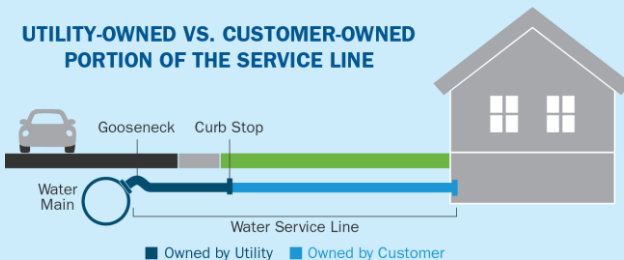 UTILITY-OWNED VS. CUSTOMER-OWNED
PORTION OF THE SERVICE LINE
Gooseneck
Curb Stop
Water
Main
Water Service Line
Owned by Utility
Owned by Customer